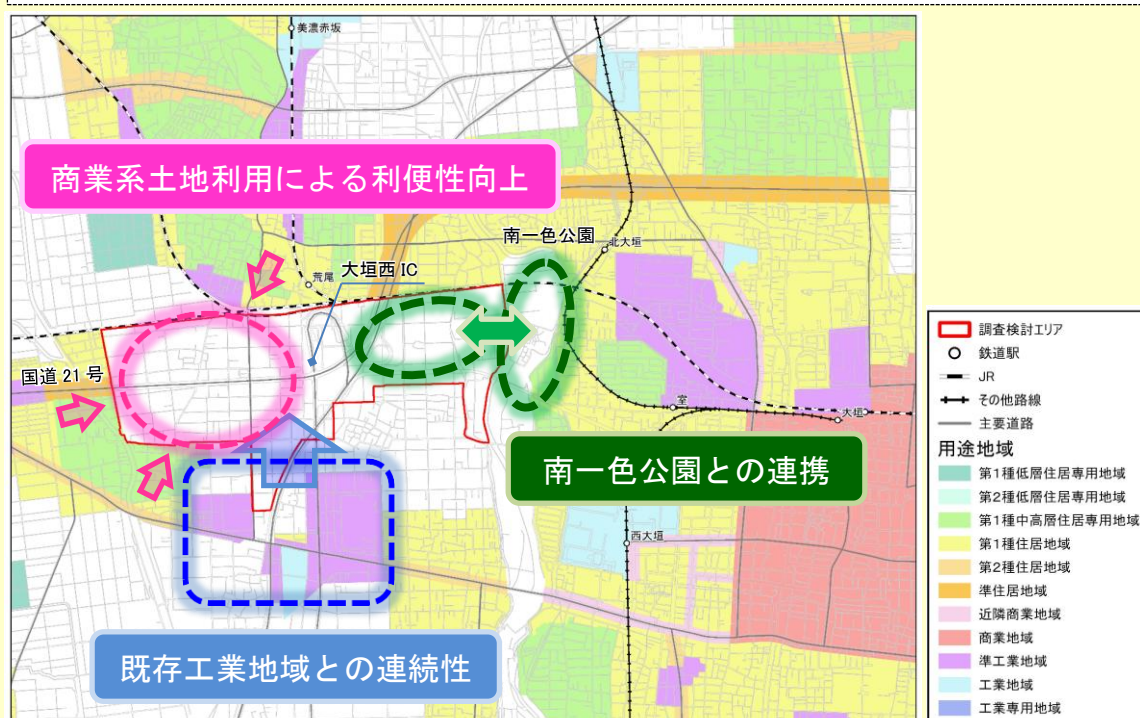 美濃赤坂
商業系土地利用による利便性向上
南一色公園
北大垣
荒尾
大垣西 IC
国道 21 号
室
大垣
南一色公園との連携
西大垣
既存工業地域との連続性
調査検討エリア
鉄道駅
JR
その他路線
主要道路
用途地域
第1種低層住居専用地域
第2種低層住居専用地域
第1種中高層住居専用地域
第1種住居地域
第2種住居地域
準住居地域
近隣商業地域
商業地域
準工業地域
工業地域
工業専用地域